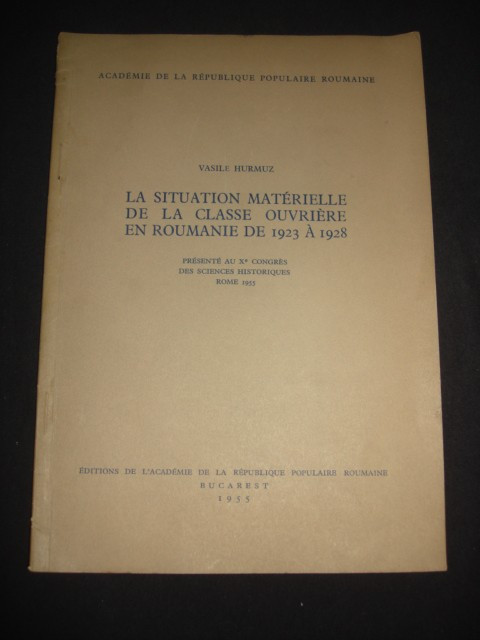 ACADÉMIE DE LA RÉPUBLIQUE POPULAIRE ROUMAINE
VASILE HURMUZ
LA SITUATION MATÉRIELLE
DE LA CLASSE OUVRIÈRE
EN ROUMANIE DE 1923 À 1928
PRÉSENTÉ AU Xᵉ CONGRÈS
DES SCIENCES HISTORIQUES
ROME 1955
ÉDITIONS DE L'ACADÉMIE DE LA RÉPUBLIQUE POPULAIRE ROUMAINE
BUCAREST
1955